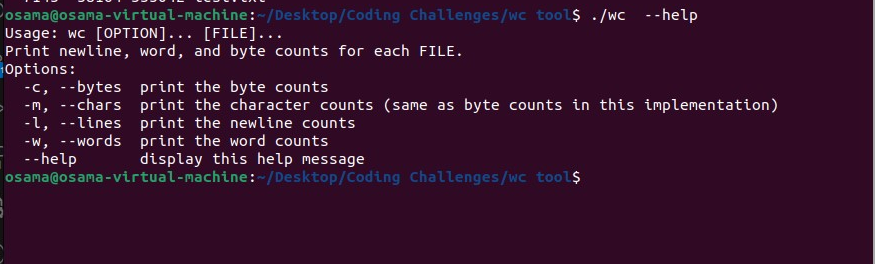 osama@osama-virtual-machine:~/Desktop/Coding Challenges/wc tool$ ./wc  --help
Usage: wc [OPTION]... [FILE]...
Print newline, word, and byte counts for each FILE.
Options:
  -c, --bytes  print the byte counts
  -m, --chars  print the character counts (same as byte counts in this implementation)
  -l, --lines  print the newline counts
  -w, --words  print the word counts
  --help       display this help message
osama@osama-virtual-machine:~/Desktop/Coding Challenges/wc tool$